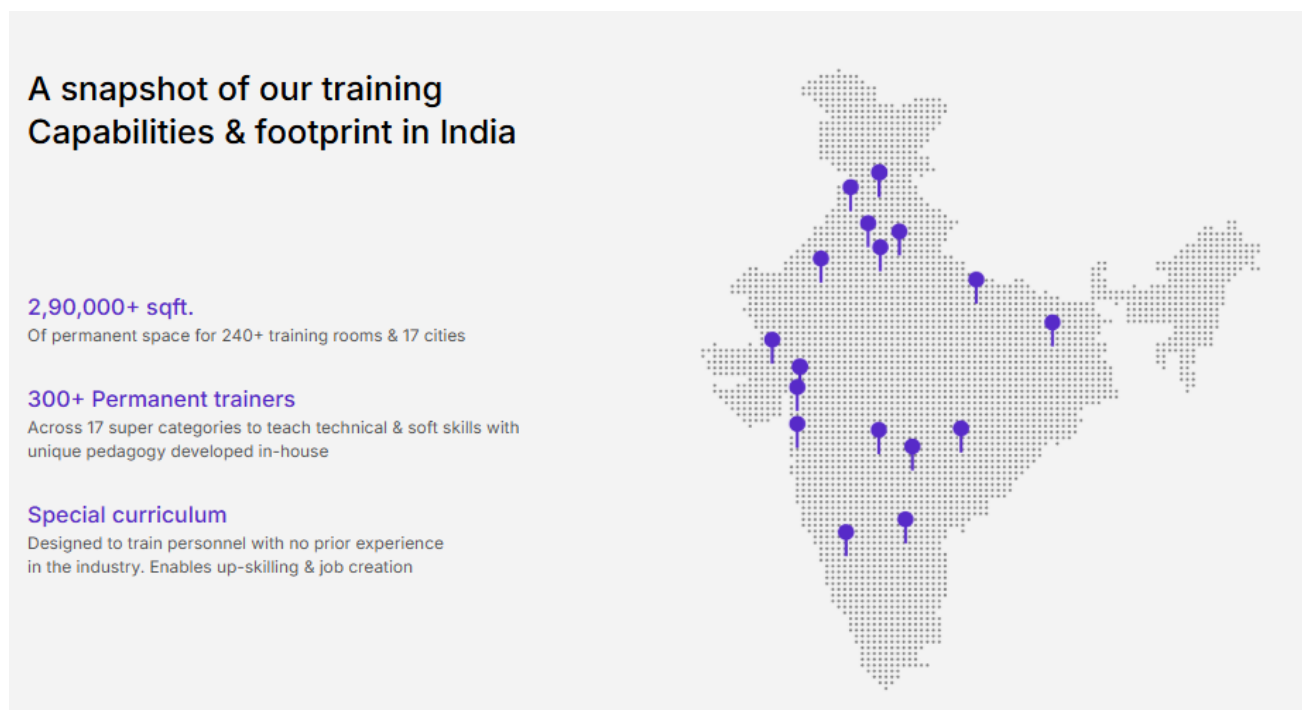 A snapshot of our training
Capabilities & footprint in India
2,90,000+ sqft.
Of permanent space for 240+ training rooms & 17 cities
300+ Permanent trainers
Across 17 super categories to teach technical & soft skills with
unique pedagogy developed in-house
Special curriculum
Designed to train personnel with no prior experience
in the industry. Enables up-skilling & job creation